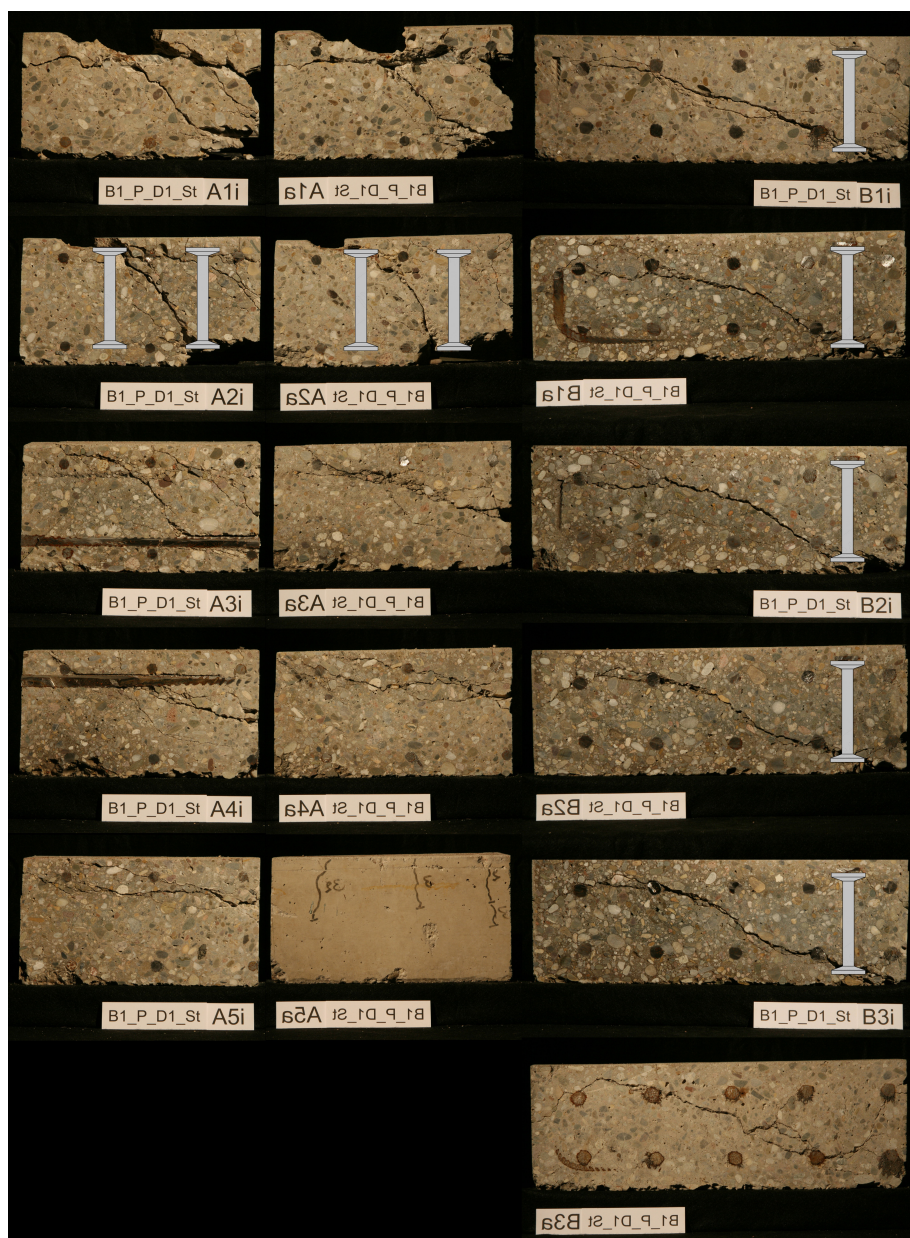 B1_P_D1_St A1i
B1_P_D1_St A1a
B1_P_D1_St B1i
B1_P_D1_St A2i
B1_P_D1_St A2a
B1_P_D1_St B1a
B1_P_D1_St A3i
B1_P_D1_St A3a
B1_P_D1_St B2i
B1_P_D1_St A4i
B1_P_D1_St A4a
B1_P_D1_St B2a
B1_P_D1_St A5i
B1_P_D1_St A5a
B1_P_D1_St B3i
B1_P_D1_St B3a